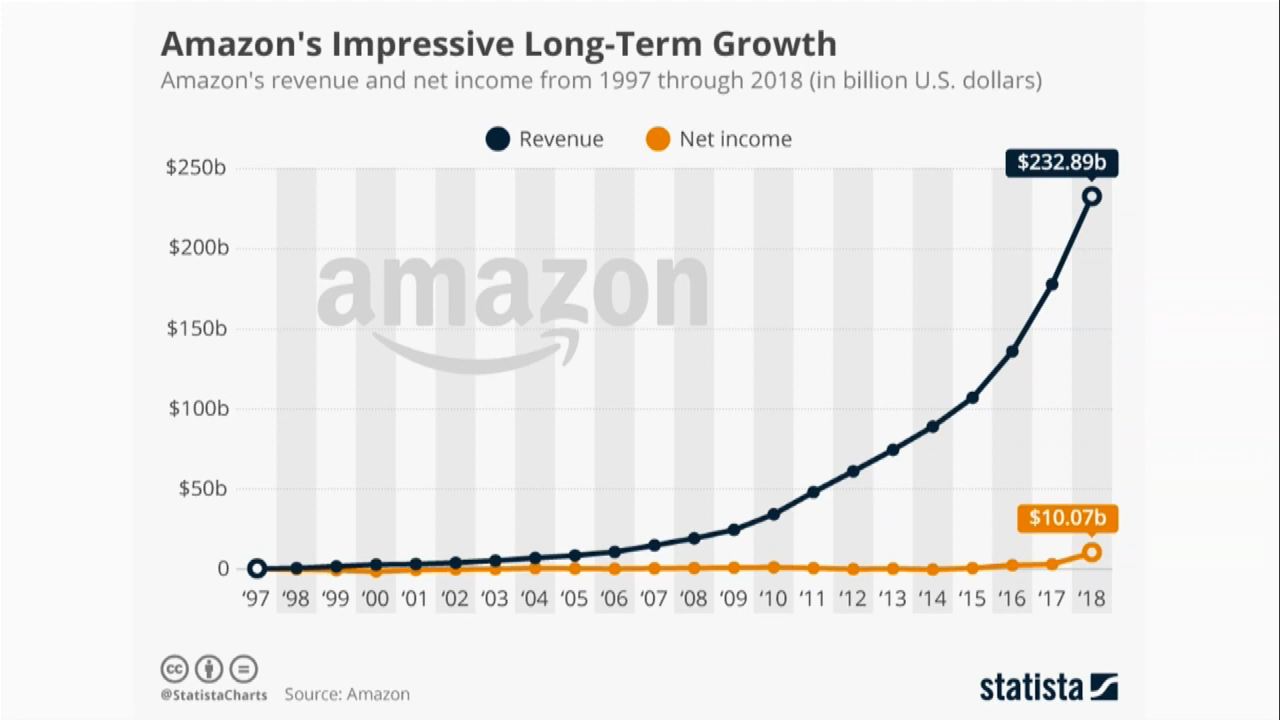 Amazon's Impressive Long-Term Growth
Amazon's revenue and net income from 1997 through 2018 (in billion U.S. dollars)
Revenue Net income
$250b
$232.89b
$200b
amazon
$150b
$100b
$50b
$10.07b
0
‘97 ‘98 ‘99 ‘00 ‘01 ‘02 ‘03 ‘04 ‘05 ‘06 ‘07 ‘08 ‘09 ‘10 ‘11 ‘12 ‘13 ‘14 ‘15 ‘16 ‘17 ‘18
cc
@StatistaCharts Source: Amazon
statista